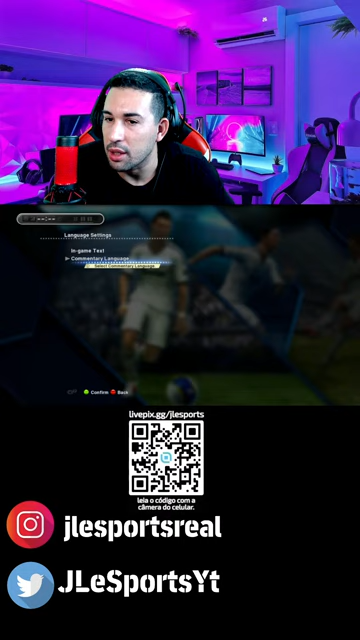 Language Settings
In-game Text
Commentary Language
Select Commentary Language
Confirm Back
livepix.gg/jlesports
leia o código com a
câmera do celular.
jlesportsreal
JLeSportsYt